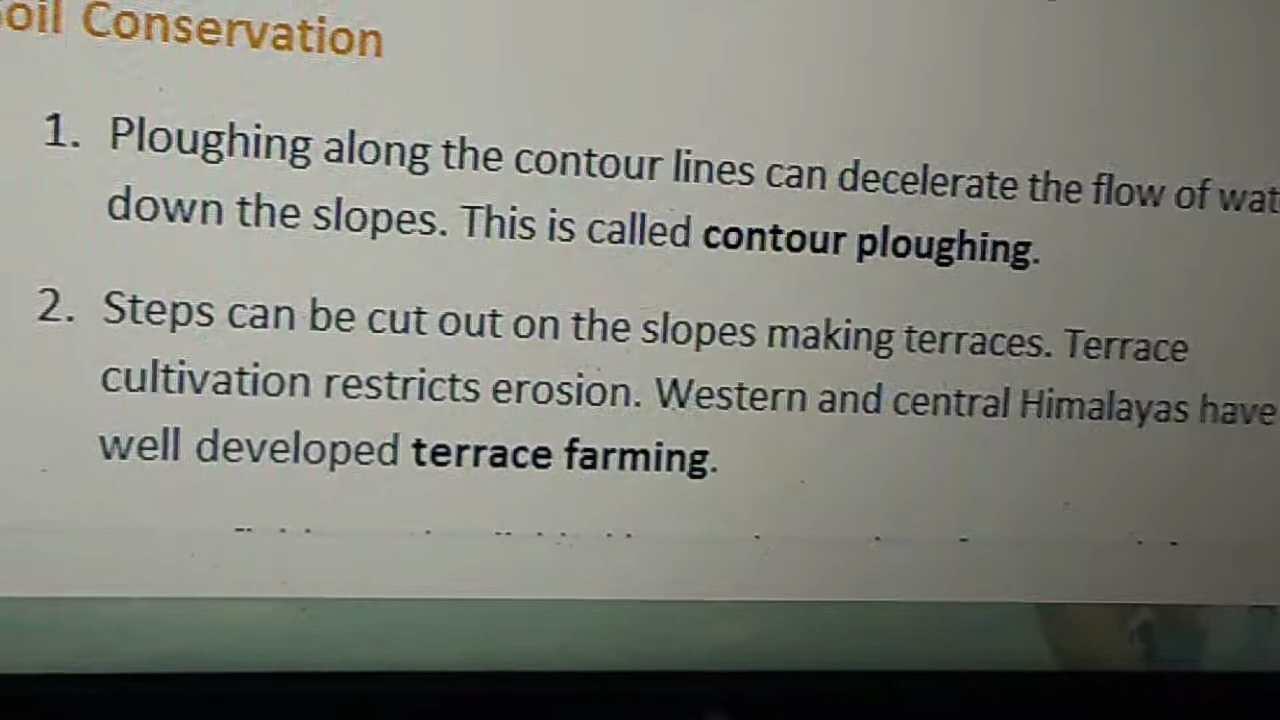 oil Conservation
1. Ploughing along the contour lines can decelerate the flow of wat
down the slopes. This is called contour ploughing.
2. Steps can be cut out on the slopes making terraces. Terrace
cultivation restricts erosion. Western and central Himalayas have
well developed terrace farming.